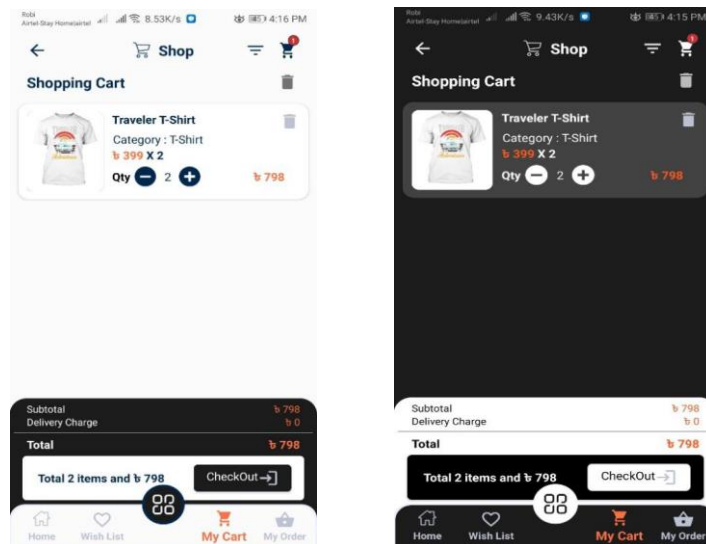 Robi
Airtel-Stay Home|airtel 8.53K/s 4:16 PM
Shop 1
Shopping Cart
Traveler T-Shirt
Category : T-Shirt
৳ 399 X 2
Qty 2 ৳ 798
Subtotal ৳ 798
Delivery Charge ৳ 0
Total ৳ 798
Total 2 items and ৳ 798 CheckOut
Home Wish List My Cart My Order
Robi
Airtel-Stay Home|airtel 9.43K/s 4:15 PM
Shop 1
Shopping Cart
Traveler T-Shirt
Category : T-Shirt
৳ 399 X 2
Qty 2 ৳ 798
Subtotal ৳ 798
Delivery Charge ৳ 0
Total ৳ 798
Total 2 items and ৳ 798 CheckOut
Home Wish List My Cart My Order